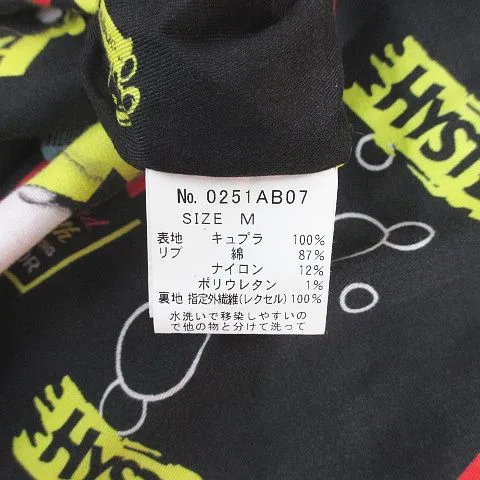 HYST
No. 0251AB07
SIZE M
表地 キュプラ 100%
リブ 綿 87%
ナイロン 12%
ポリウレタン 1%
裏地 指定外繊維(レクセル) 100%
水洗いで移染しやすいの
で他の物と分けて洗って
OR
HYST